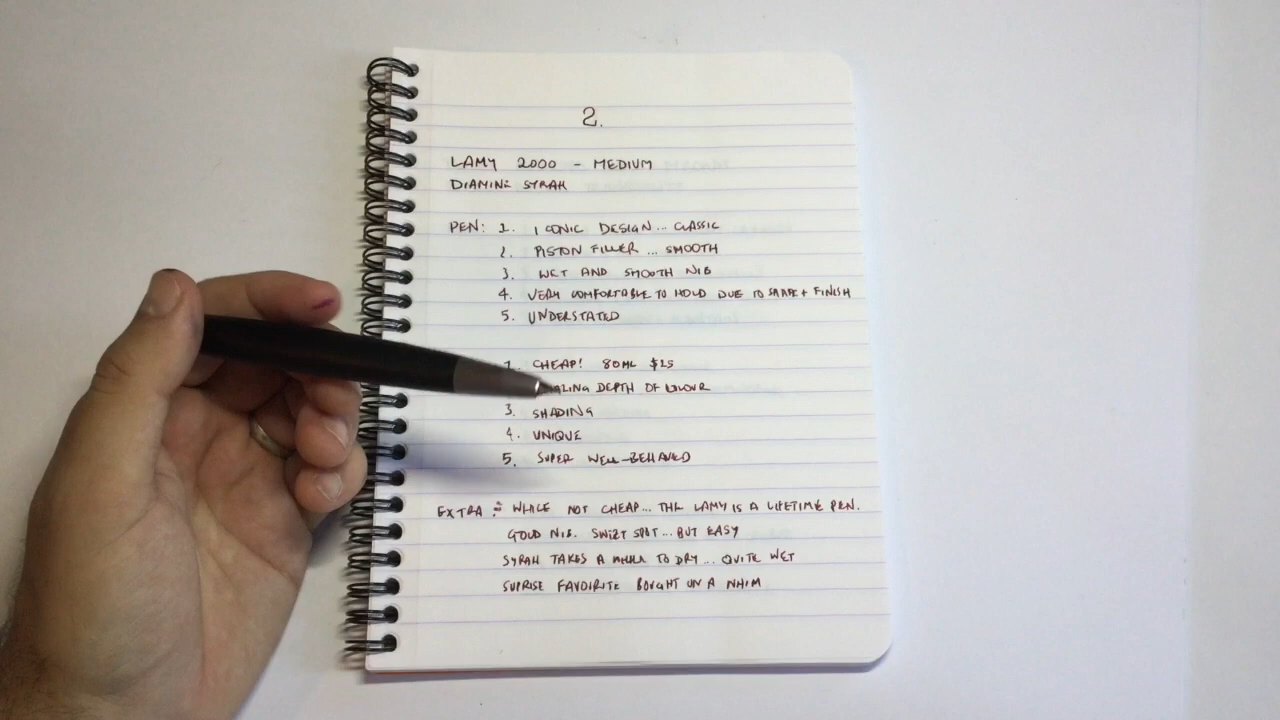 2.
LAMY 2000 - MEDIUM
DIAMINE SYRAH
PEN: 1. ICONIC DESIGN... CLASSIC
2. PISTON FILLER ... SMOOTH
3. WET AND SMOOTH NIB
4. VERY COMFORTABLE TO HOLD DUE TO SHAPE + FINISH
5. UNDERSTATED
1. CHEAP! 80ML $15
DEPTH OF COLOUR
3. SHADING
4. UNIQUE
5. SUPER WELL-BEHAVED
EXTRA: WHILE NOT CHEAP... THE LAMY IS A LIFETIME PEN.
GOLD NIB. SWEET SPOT... BUT EASY
SYRAH TAKES A WHILE TO DRY... QUITE WET
SUPRISE FAVOURITE BOUGHT ON A WHIM